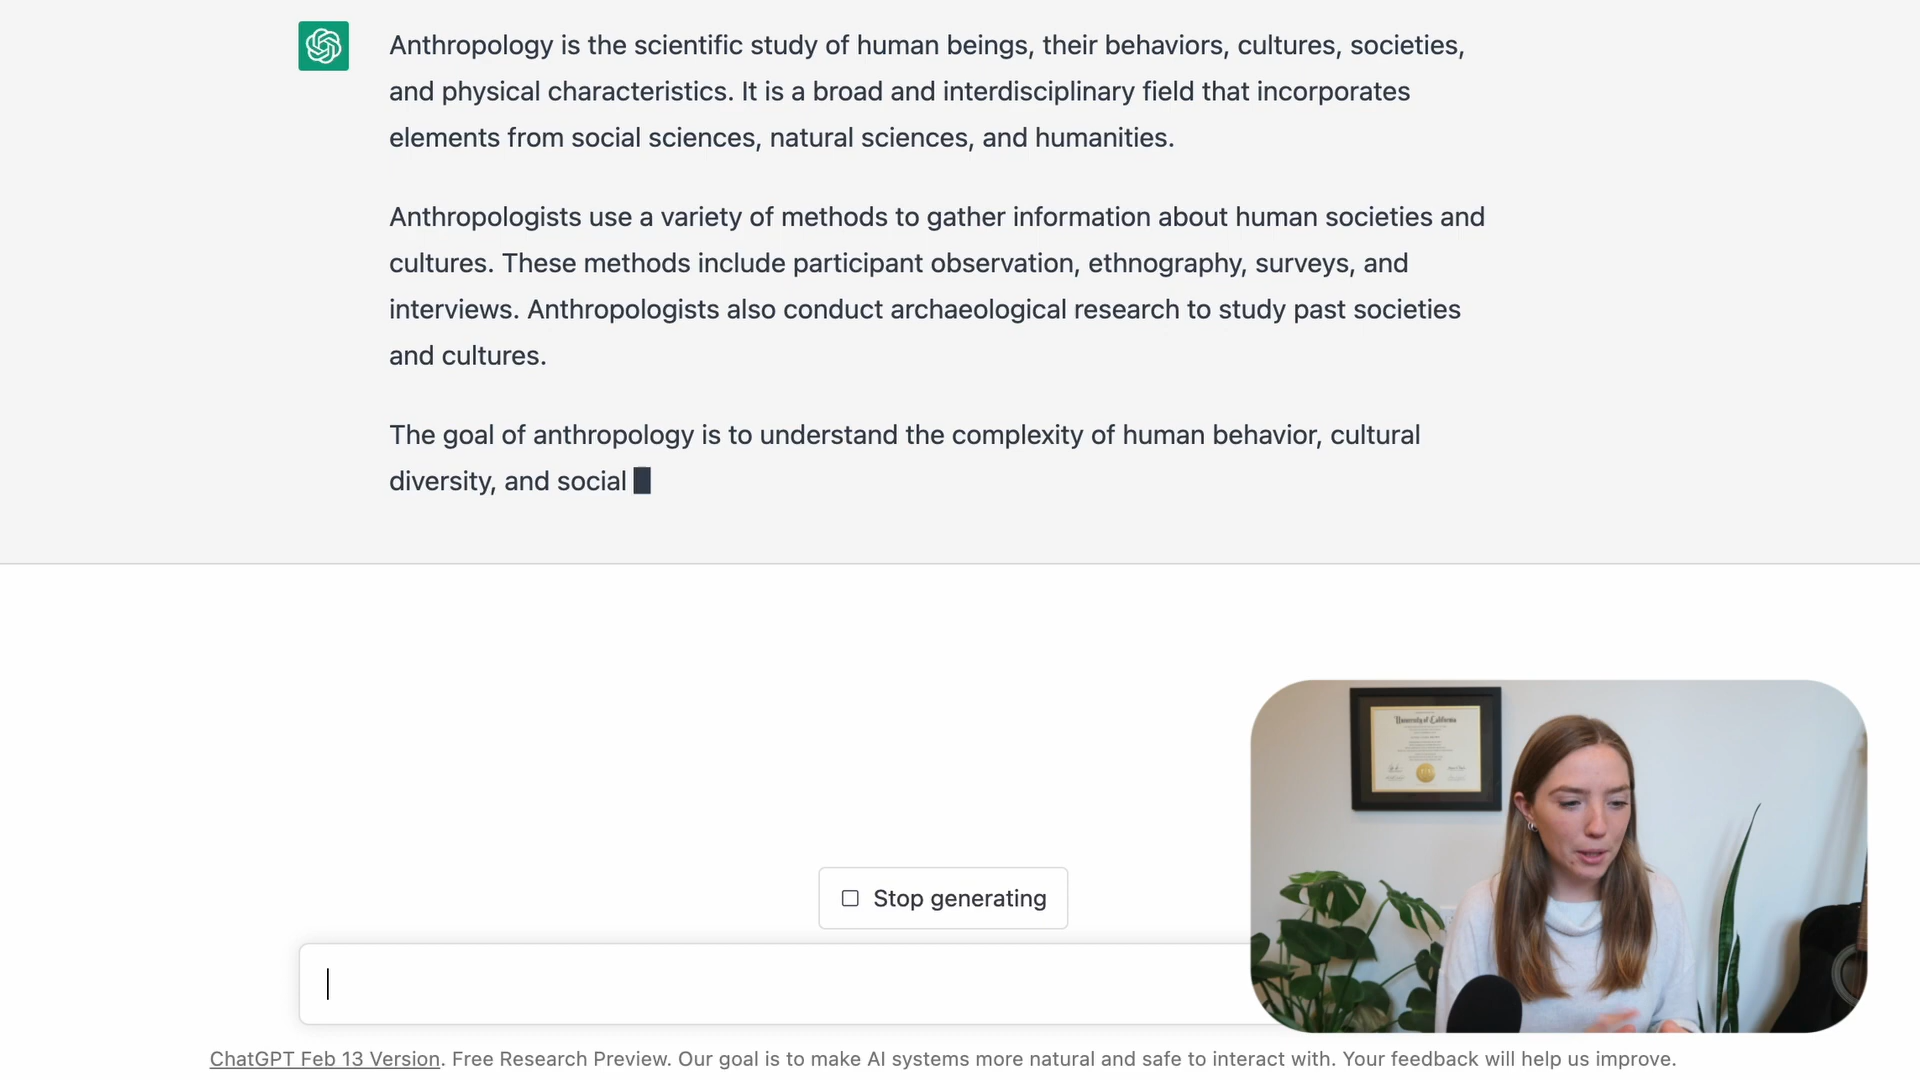 Anthropology is the scientific study of human beings, their behaviors, cultures, societies,
and physical characteristics. It is a broad and interdisciplinary field that incorporates
elements from social sciences, natural sciences, and humanities.
Anthropologists use a variety of methods to gather information about human societies and
cultures. These methods include participant observation, ethnography, surveys, and
interviews. Anthropologists also conduct archaeological research to study past societies
and cultures.
The goal of anthropology is to understand the complexity of human behavior, cultural
diversity, and social
University of California
Stop generating
ChatGPT Feb 13 Version. Free Research Preview. Our goal is to make AI systems more natural and safe to interact with. Your feedback will help us improve.